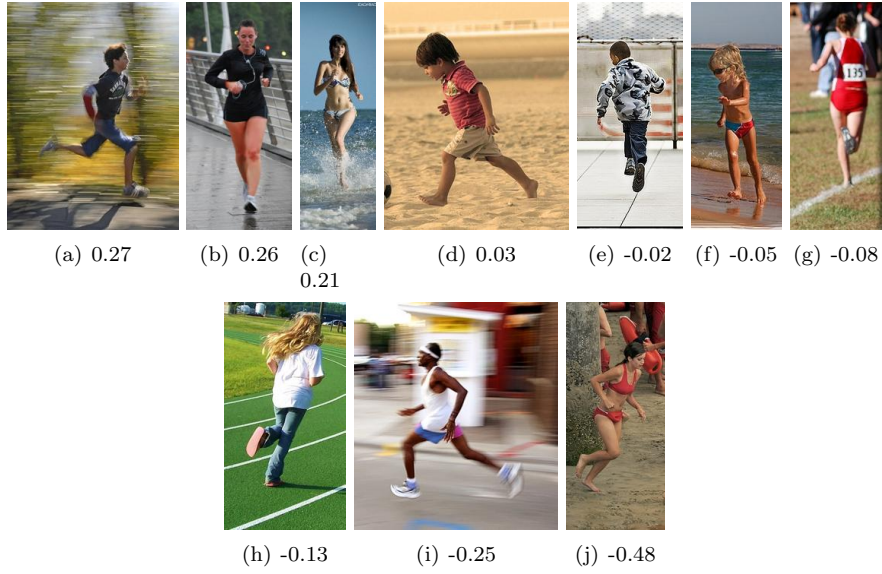 135
(a) 0.27
(b) 0.26
(c)
0.21
(d) 0.03
(e) -0.02
(f) -0.05
(g) -0.08
(h) -0.13
(i) -0.25
(j) -0.48